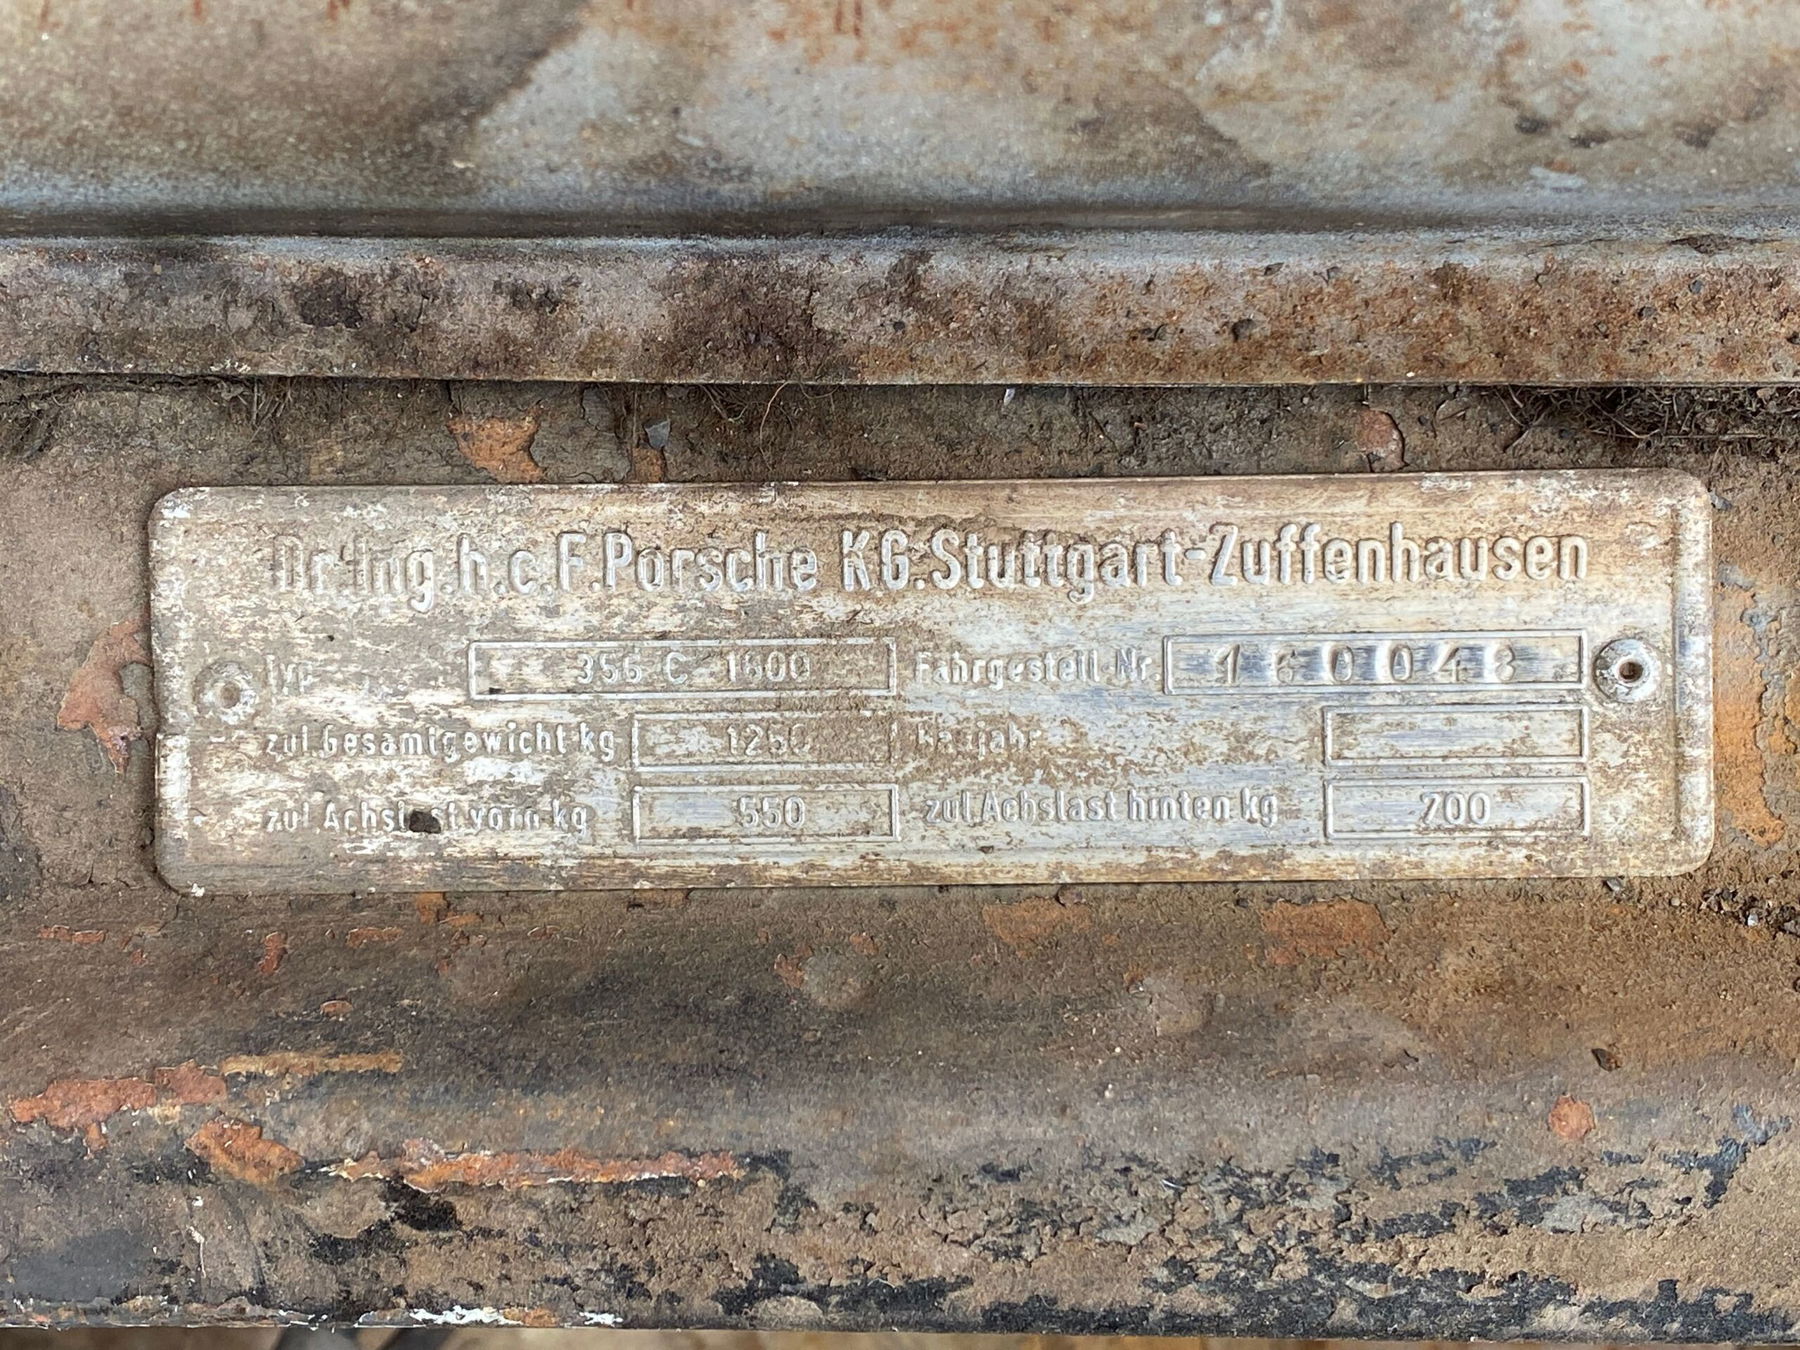 Dr.Ing.h.c.F.Porsche KG.Stuttgart-Zuffenhausen
Typ 356 C - 1600 Fahrgestell-Nr. 160048
zul.Gesamtgewicht kg 1250 Baujahr
zul.Achslast vorn kg 550 zul.Achslast hinten kg 700